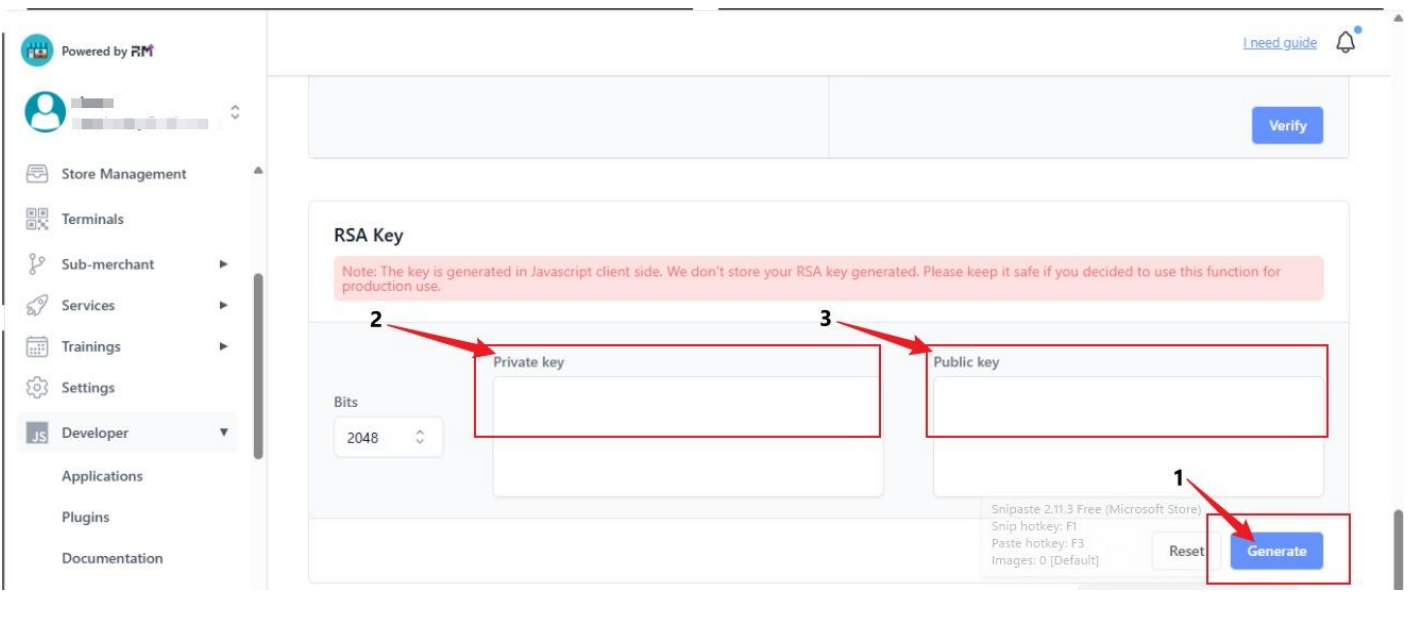 Powered by RM
I need guide
Verify
Store Management
Terminals
Sub-merchant
Services
Trainings
Settings
JS Developer
Applications
Plugins
Documentation
RSA Key
Note: The key is generated in Javascript client side. We don't store your RSA key generated. Please keep it safe if you decided to use this function for
production use.
2
3
Private key
Public key
Bits
2048
1
Snipaste 2.11.3 Free (Microsoft Store)
Snip hotkey: F1
Paste hotkey: F3
Images: 0 [Default]
Reset
Generate